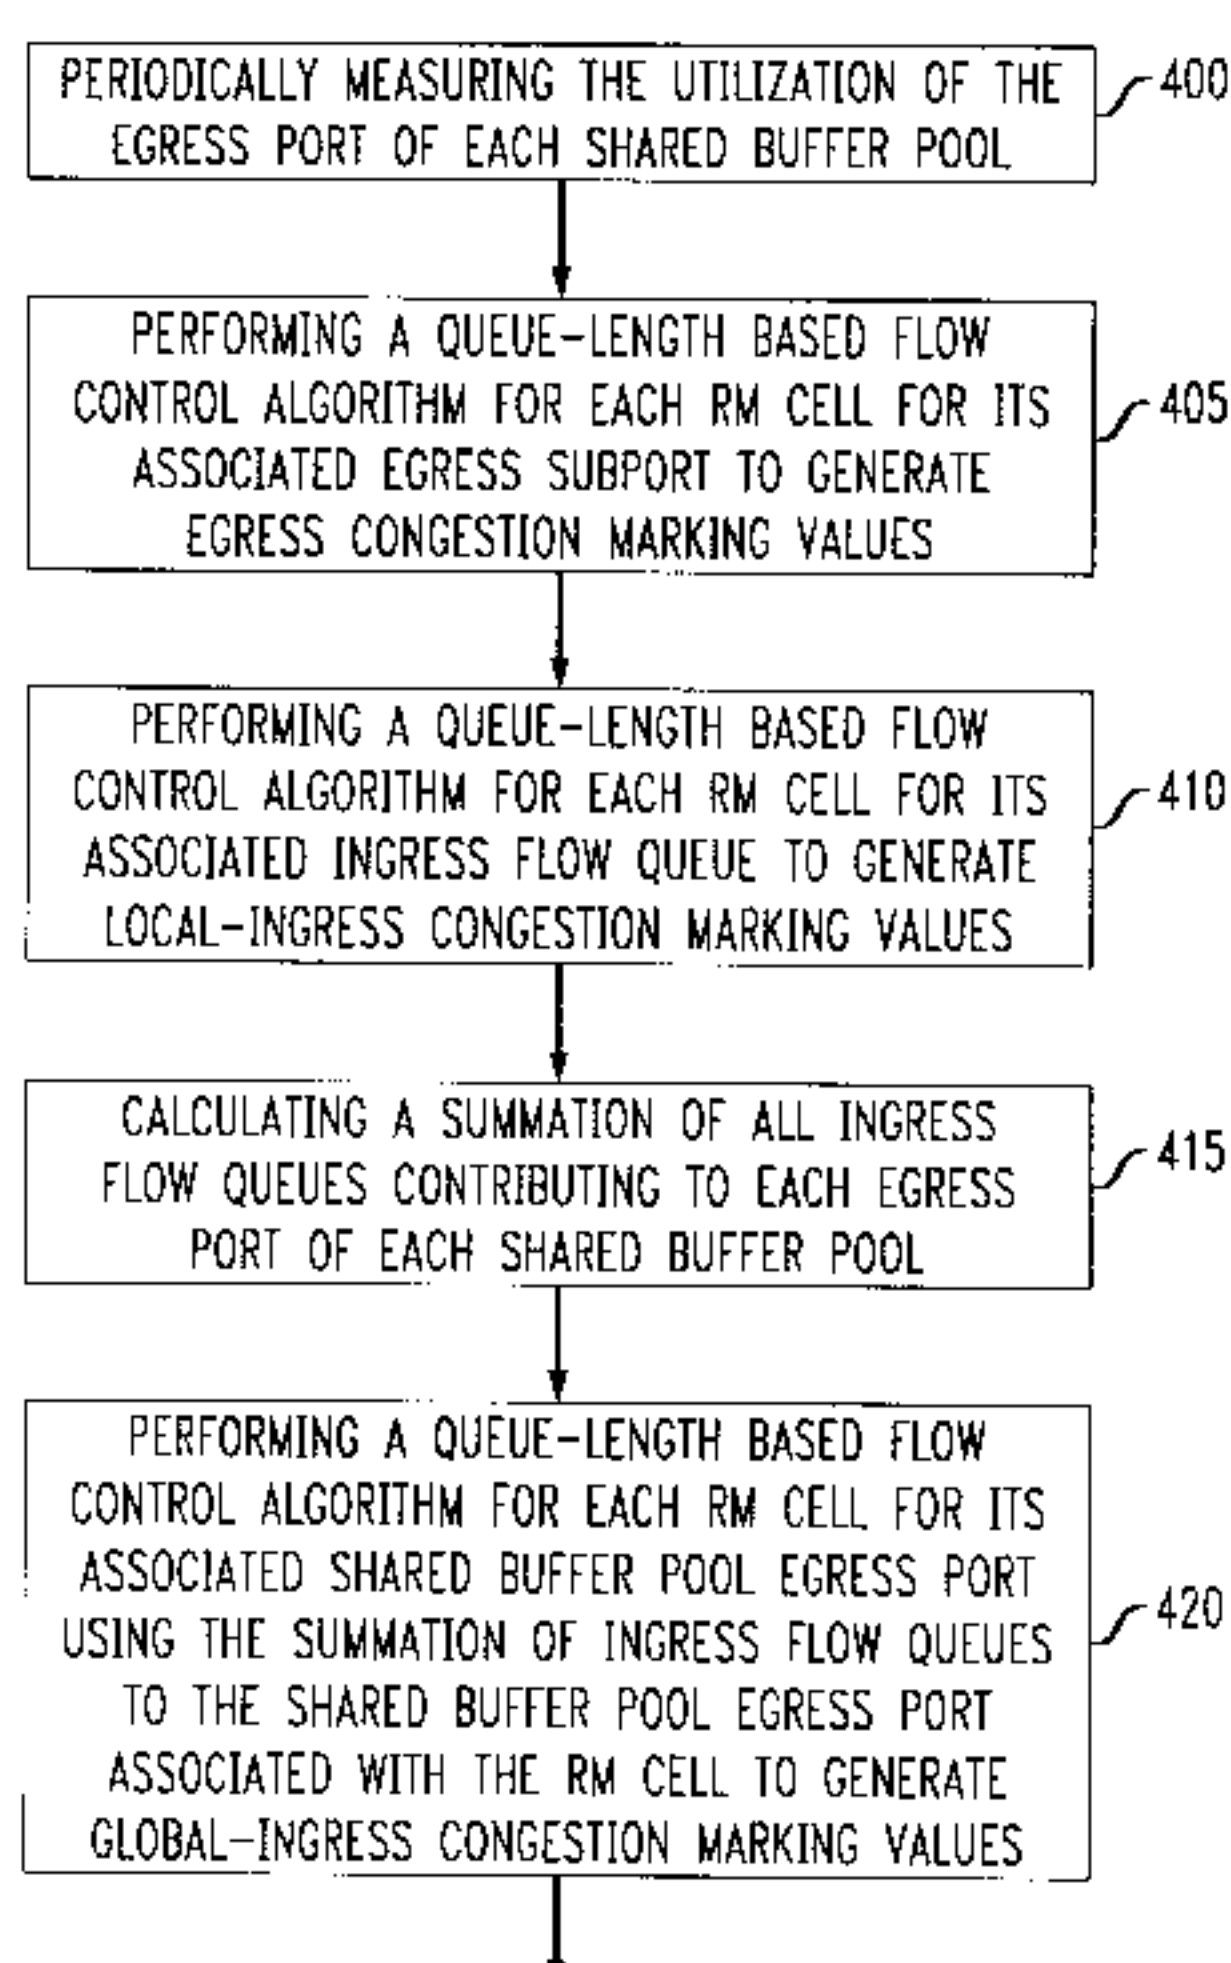 PERIODICALLY MEASURING THE UTILIZATION OF THE
EGRESS PORT OF EACH SHARED BUFFER POOL
400
PERFORMING A QUEUE-LENGTH BASED FLOW
CONTROL ALGORITHM FOR EACH RM CELL FOR ITS
ASSOCIATED EGRESS SUBPORT TO GENERATE
EGRESS CONGESTION MARKING VALUES
405
PERFORMING A QUEUE-LENGTH BASED FLOW
CONTROL ALGORITHM FOR EACH RM CELL FOR ITS
ASSOCIATED INGRESS FLOW QUEUE TO GENERATE
LOCAL-INGRESS CONGESTION MARKING VALUES
410
CALCULATING A SUMMATION OF ALL INGRESS
FLOW QUEUES CONTRIBUTING TO EACH EGRESS
PORT OF EACH SHARED BUFFER POOL
415
PERFORMING A QUEUE-LENGTH BASED FLOW
CONTROL ALGORITHM FOR EACH RM CELL FOR ITS
ASSOCIATED SHARED BUFFER POOL EGRESS PORT
USING THE SUMMATION OF INGRESS FLOW QUEUES
TO THE SHARED BUFFER POOL EGRESS PORT
ASSOCIATED WITH THE RM CELL TO GENERATE
GLOBAL-INGRESS CONGESTION MARKING VALUES
420